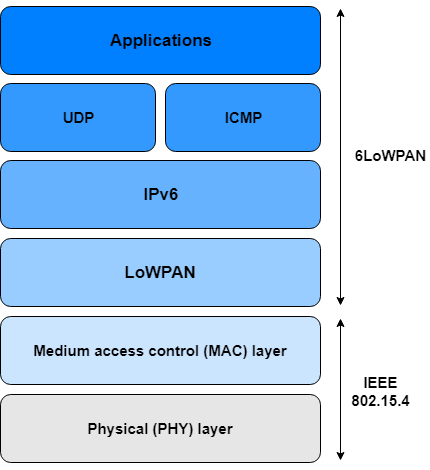 Applications
UDP
ICMP
6LoWPAN
IPv6
LoWPAN
Medium access control (MAC) layer
IEEE
802.15.4
Physical (PHY) layer